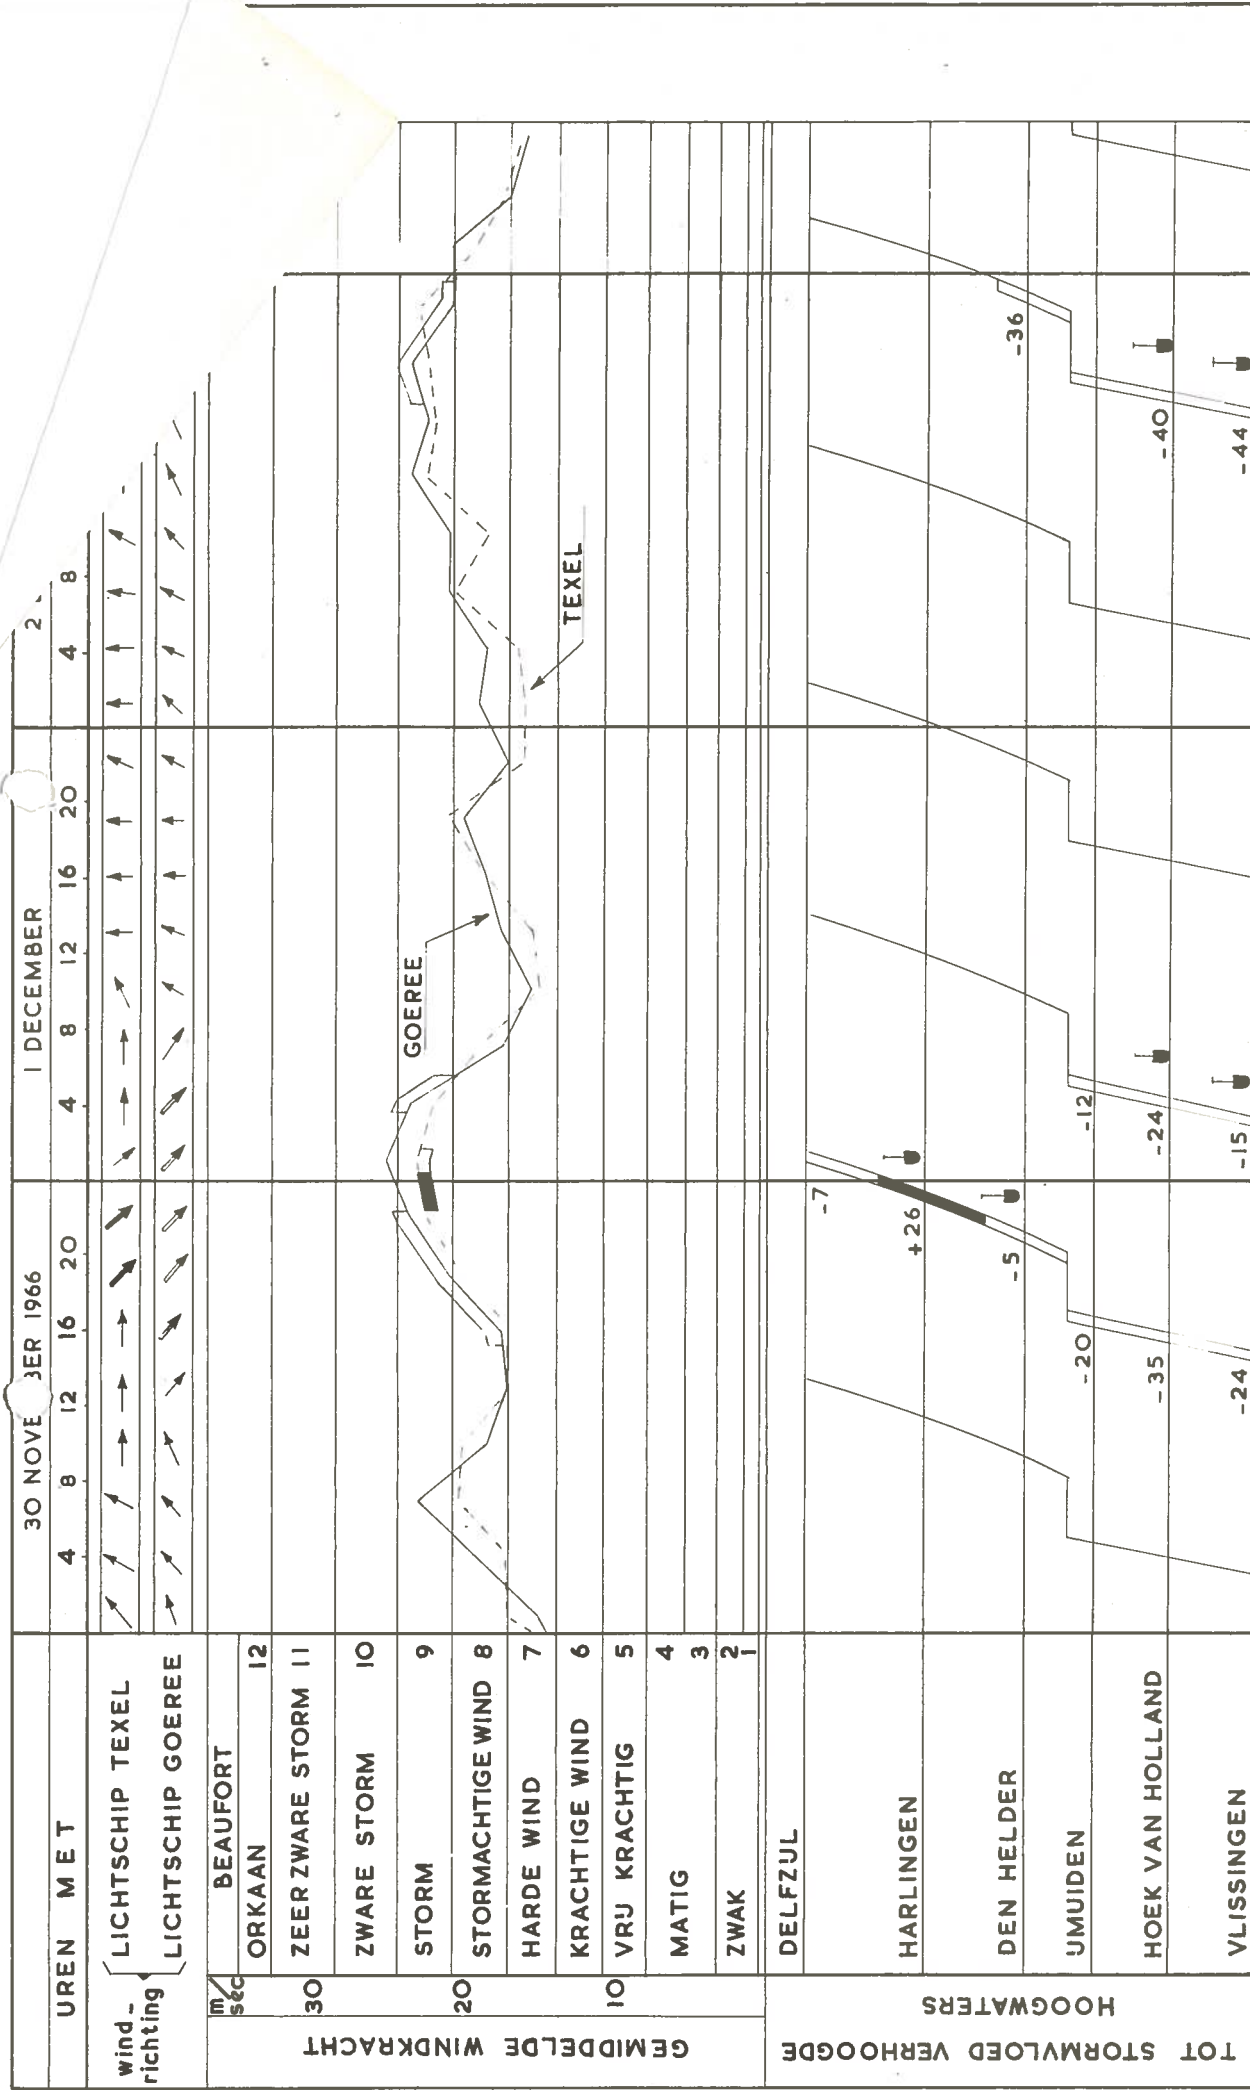 UREN MET
30 NOVE BER 1966
1 DECEMBER
2
4 8 12 16 20 4 8 12 16 20 4 8
wind-
richting
LICHTSCHIP TEXEL
LICHTSCHIP GOEREE
GEMIDDELDE WINDKRACHT
m/
sec
30
20
10
BEAUFORT
ORKAAN 12
ZEER ZWARE STORM 11
ZWARE STORM 10
STORM 9
STORMACHTIGE WIND 8
HARDE WIND 7
KRACHTIGE WIND 6
VRIJ KRACHTIG 5
MATIG 4
3
ZWAK 2
1
GOEREE
TEXEL
TOT STORMVLOED VERHOOGDE
HOOGWATERS
DELFZIJL
-7
HARLINGEN
+26
DEN HELDER
-5
-36
IJMUIDEN
-20
-12
HOEK VAN HOLLAND
-35
-24
-40
VLISSINGEN
-24
-15
-44